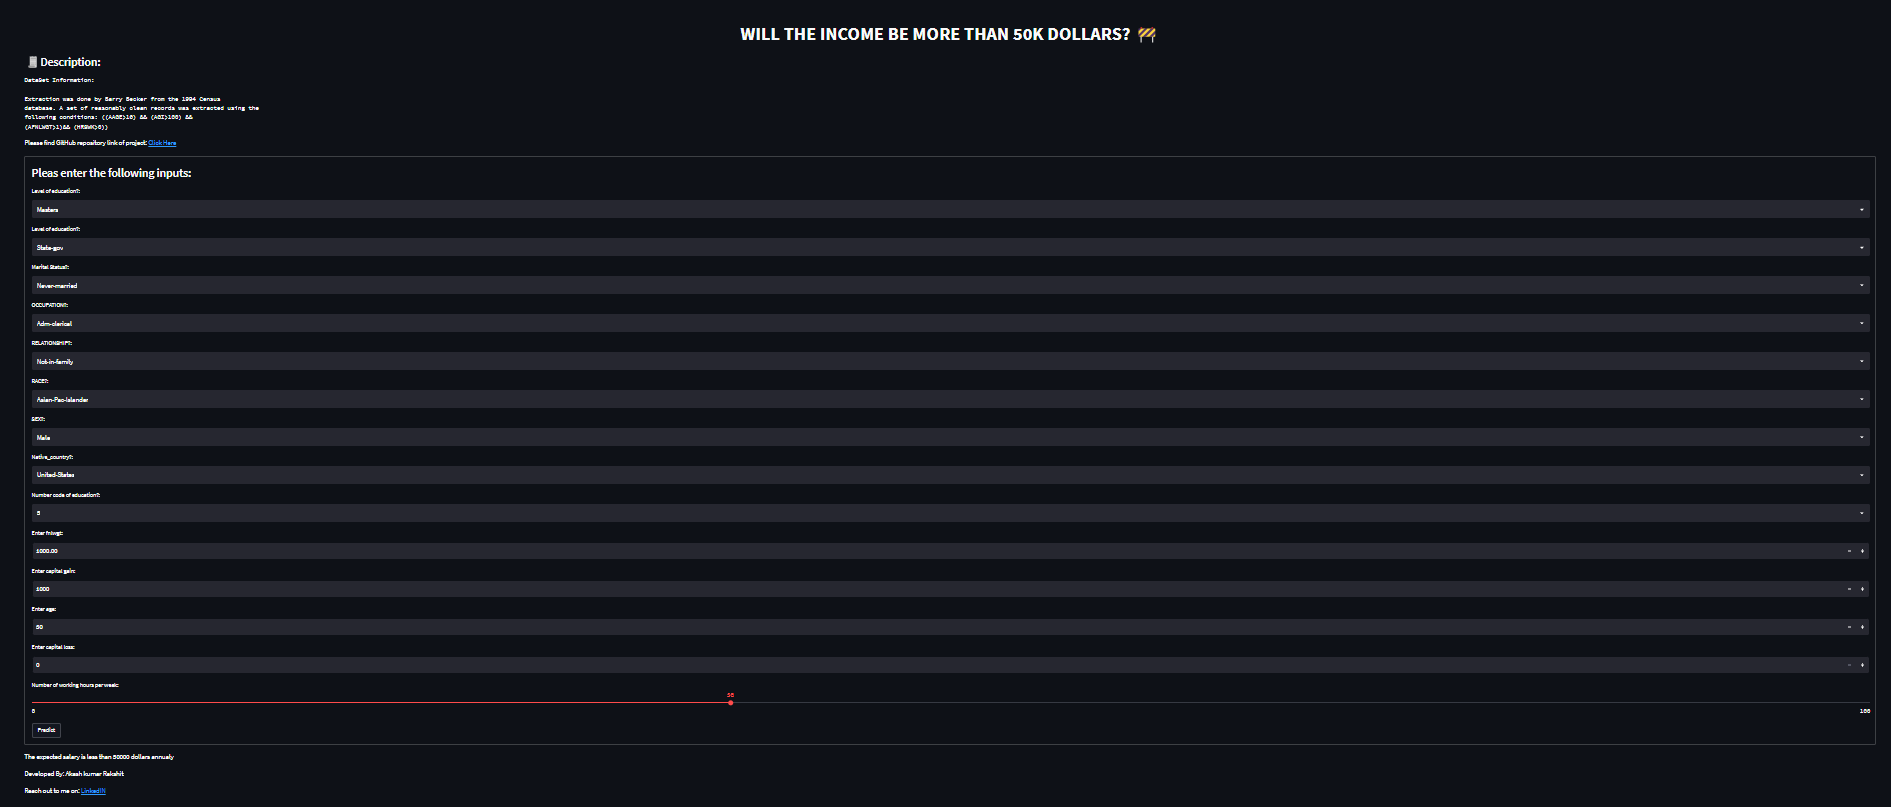 WILL THE INCOME BE MORE THAN 50K DOLLARS?
Description:
DataSet Information:
Extraction was done by Barry Becker from the 1994 Census
database. A set of reasonably clean records was extracted using the
following conditions: ((AAGE>16) && (AGI>100) &&
(AFNLWGT>1)&& (HRSWK>0))
Please find GitHub repository link of project: Click Here
Pleas enter the following inputs:
Level of education?:
Masters
Level of education?:
State-gov
Marital Status?:
Never-married
OCCUPATION?:
Adm-clerical
RELATIONSHIP?:
Not-in-family
RACE?:
Asian-Pac-Islander
SEX?:
Male
Native_country?:
United-States
Number code of education?:
5
Enter fnlwgt:
1000.00
Enter capital gain:
1000
Enter age:
50
Enter capital loss:
0
Number of working hours per week:
38
0
100
Predict
The expected salary is less than 50000 dollars annualy
Developed By: Akash kumar Rakshit
Reach out to me on: LinkedIN